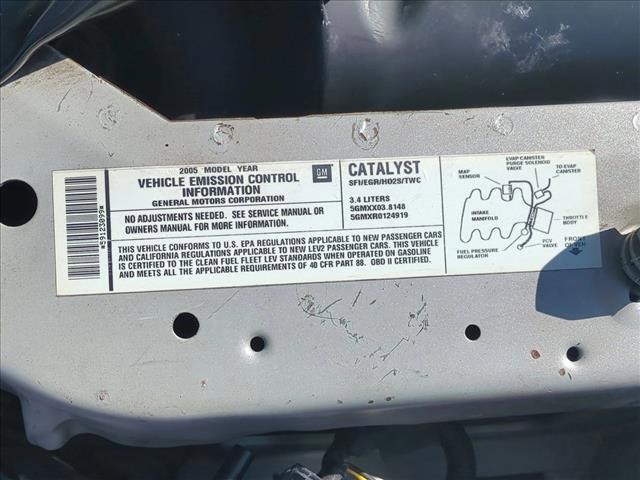 *59123099*
2005 MODEL YEAR
VEHICLE EMISSION CONTROL
INFORMATION
GENERAL MOTORS CORPORATION
GM
NO ADJUSTMENTS NEEDED. SEE SERVICE MANUAL OR
OWNERS MANUAL FOR MORE INFORMATION.
CATALYST
SFI/EGR/HO2S/TWC
3.4 LITERS
5GMXX03.8148
5GMXR0124919
THIS VEHICLE CONFORMS TO U.S. EPA REGULATIONS APPLICABLE TO NEW PASSENGER CARS
AND CALIFORNIA REGULATIONS APPLICABLE TO NEW LEV2 PASSENGER CARS. THIS VEHICLE
IS CERTIFIED TO THE CLEAN FUEL FLEET LEV STANDARDS WHEN OPERATED ON GASOLINE
AND MEETS ALL THE APPLICABLE REQUIREMENTS OF 40 CFR PART 88. OBD II CERTIFIED.
MAP
SENSOR
EVAP CANISTER
PURGE SOLENOID
VALVE
TO EVAP
CANISTER
INTAKE
MANIFOLD
THROTTLE
BODY
FUEL PRESSURE
REGULATOR
PCV
VALVE
FRONT
OF VEH